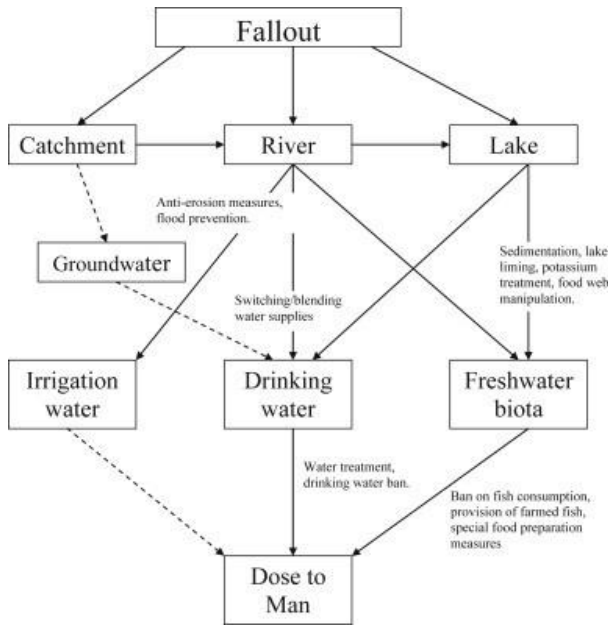 Fallout
Catchment
River
Lake
Anti-erosion measures,
flood prevention.
Groundwater
Sedimentation, lake
liming, potassium
treatment, food web
manipulation.
Switching/blending
water supplies
Irrigation
water
Drinking
water
Freshwater
biota
Water treatment,
drinking water ban.
Ban on fish consumption,
provision of farmed fish,
special food preparation
measures
Dose to
Man